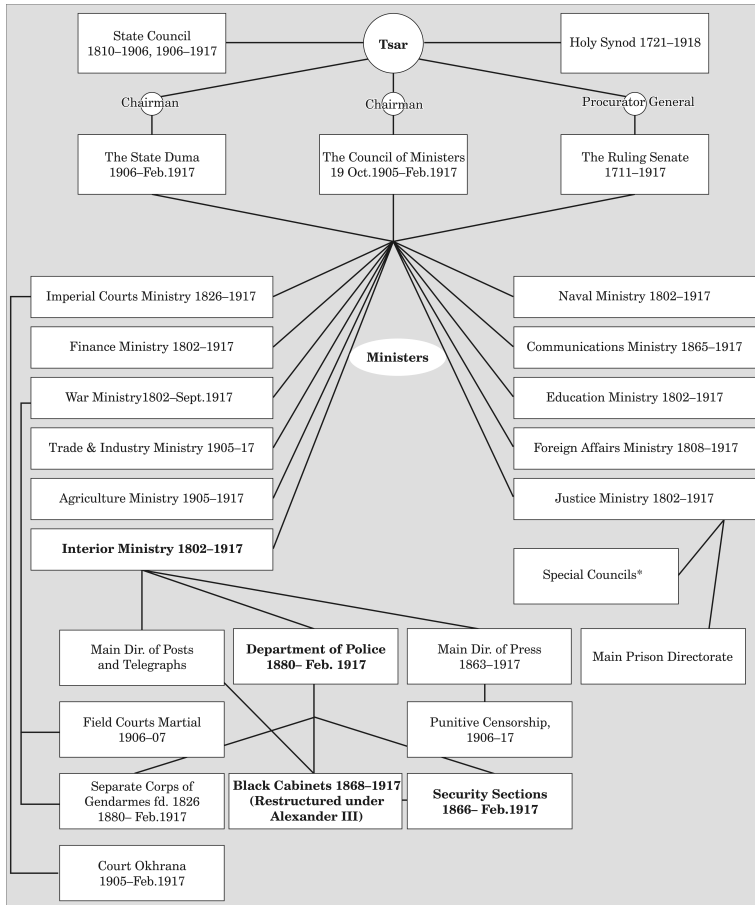 State Council
1810–1906, 1906–1917
Tsar
Holy Synod 1721–1918
Chairman
Chairman
Procurator General
The State Duma
1906–Feb.1917
The Council of Ministers
19 Oct.1905–Feb.1917
The Ruling Senate
1711–1917
Imperial Courts Ministry 1826–1917
Naval Ministry 1802–1917
Finance Ministry 1802–1917
Ministers
Communications Ministry 1865–1917
War Ministry1802–Sept.1917
Education Ministry 1802–1917
Trade & Industry Ministry 1905–17
Foreign Affairs Ministry 1808–1917
Agriculture Ministry 1905–1917
Justice Ministry 1802–1917
Interior Ministry 1802–1917
Special Councils*
Main Dir. of Posts
and Telegraphs
Department of Police
1880– Feb. 1917
Main Dir. of Press
1863–1917
Main Prison Directorate
Field Courts Martial
1906–07
Punitive Censorship,
1906–17
Separate Corps of
Gendarmes fd. 1826
1880– Feb.1917
Black Cabinets 1868–1917
(Restructured under
Alexander III)
Security Sections
1866– Feb.1917
Court Okhrana
1905–Feb.1917